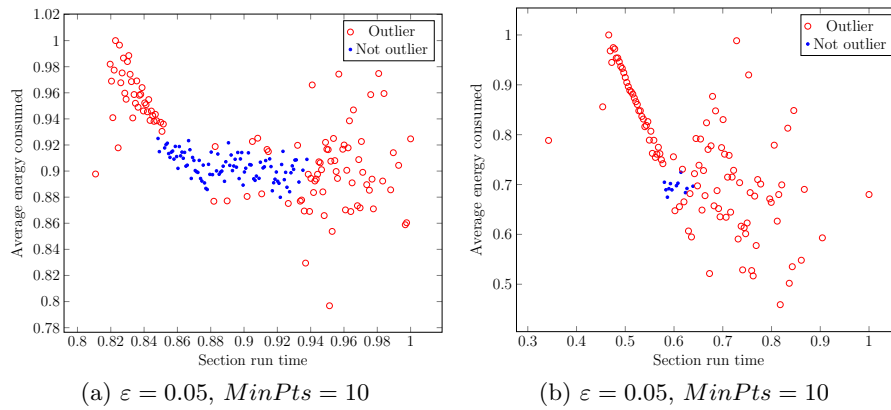 1.02
1
0.98
0.96
0.94
0.92
0.9
0.88
0.86
0.84
0.82
0.8
0.78
Average energy consumed
Outlier
Not outlier
0.8 0.82 0.84 0.86 0.88 0.9 0.92 0.94 0.96 0.98 1
Section run time
(a) ε = 0.05, MinPts = 10
1
0.9
0.8
0.7
0.6
0.5
Average energy consumed
Outlier
Not outlier
0.3 0.4 0.5 0.6 0.7 0.8 0.9 1
Section run time
(b) ε = 0.05, MinPts = 10